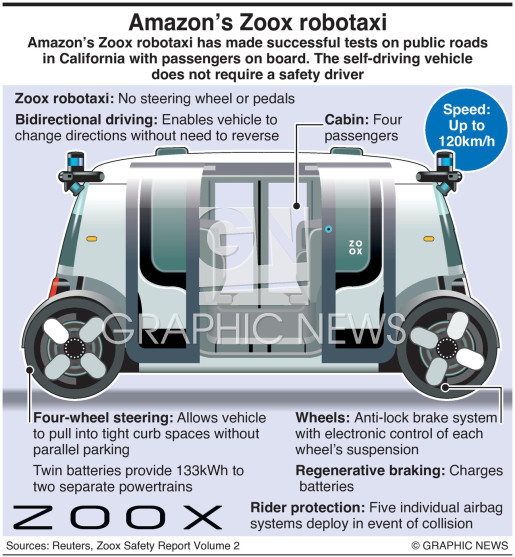 Amazon's Zoox robotaxi
Amazon's Zoox robotaxi has made successful tests on public roads
in California with passengers on board. The self-driving vehicle
does not require a safety driver
Zoox robotaxi: No steering wheel or pedals
Bidirectional driving: Enables vehicle to
change directions without need to reverse
Cabin: Four
passengers
Speed:
Up to
120km/h
ZO
OX
GN
GRAPHIC NEWS
Four-wheel steering: Allows vehicle
to pull into tight curb spaces without
parallel parking
Twin batteries provide 133kWh to
two separate powertrains
Wheels: Anti-lock brake system
with electronic control of each
wheel's suspension
Regenerative braking: Charges
batteries
Rider protection: Five individual airbag
systems deploy in event of collision
ZOOX
Sources: Reuters, Zoox Safety Report Volume 2
© GRAPHIC NEWS